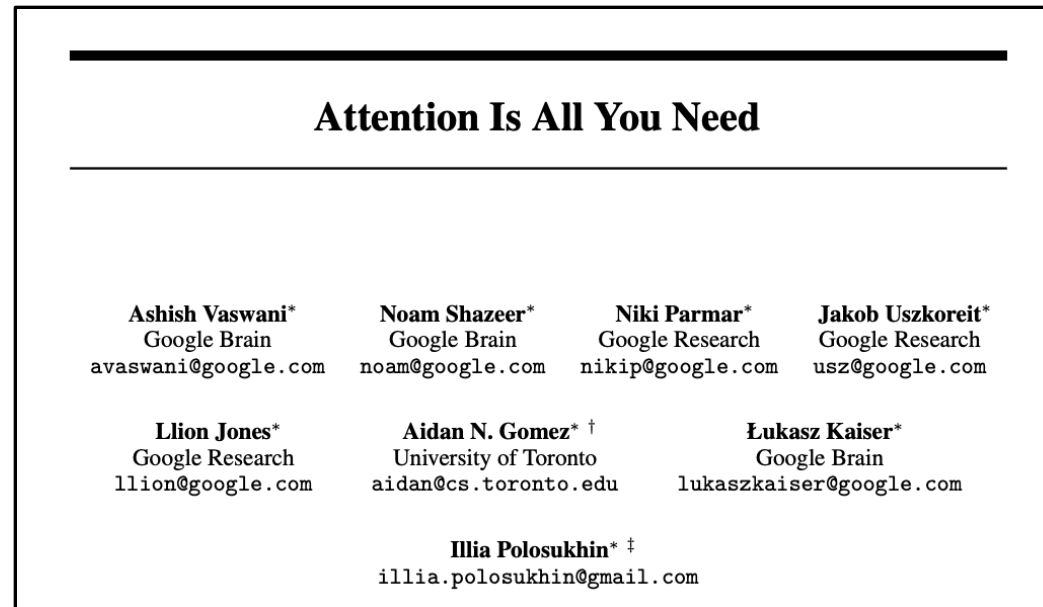 Attention Is All You Need
Ashish Vaswani* Noam Shazeer* Niki Parmar* Jakob Uszkoreit*
Google Brain Google Brain Google Research Google Research
avaswani@google.com noam@google.com nikip@google.com usz@google.com
Llion Jones* Aidan N. Gomez* † Łukasz Kaiser*
Google Research University of Toronto Google Brain
llion@google.com aidan@cs.toronto.edu lukaszkaiser@google.com
Illia Polosukhin* ‡
illia.polosukhin@gmail.com